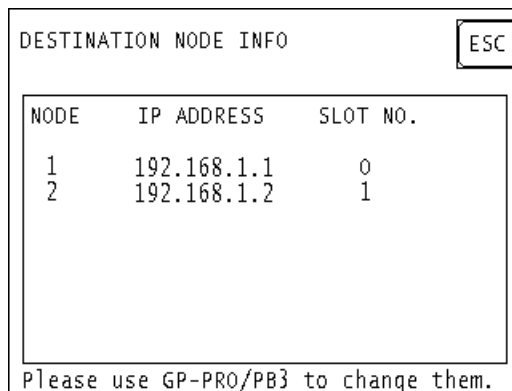 DESTINATION NODE INFO ESC
NODE IP ADDRESS SLOT NO.
1 192.168.1.1 0
2 192.168.1.2 1
Please use GP-PRO/PB3 to change them.